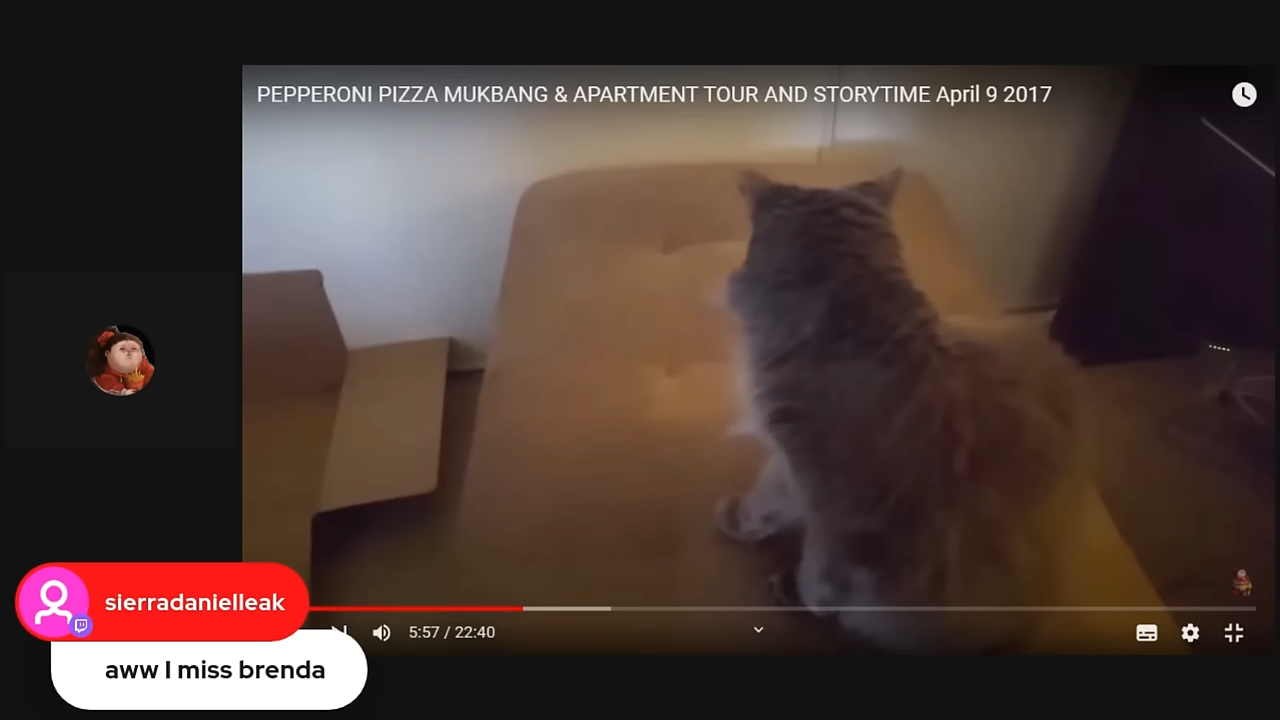 PEPPERONI PIZZA MUKBANG & APARTMENT TOUR AND STORYTIME April 9 2017
sierradanielleak
5:57 / 22:40
aww I miss brenda